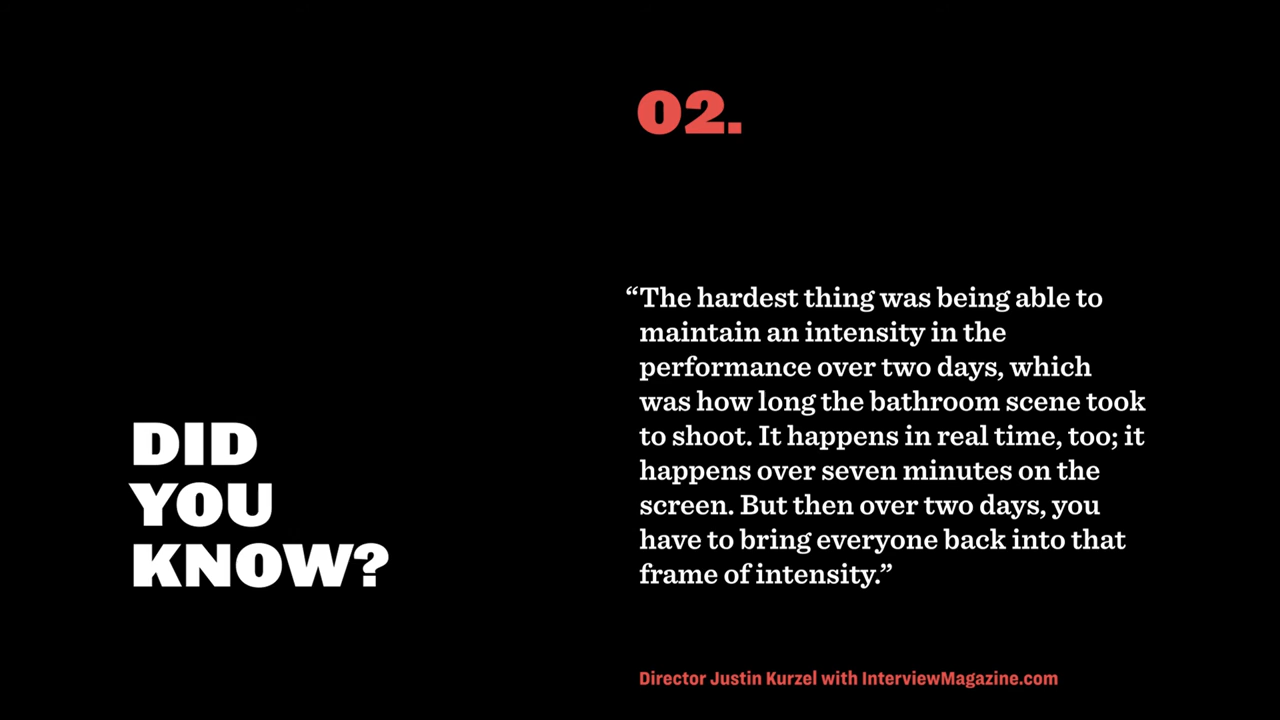 02.
DID
YOU
KNOW?
“The hardest thing was being able to
maintain an intensity in the
performance over two days, which
was how long the bathroom scene took
to shoot. It happens in real time, too; it
happens over seven minutes on the
screen. But then over two days, you
have to bring everyone back into that
frame of intensity.”
Director Justin Kurzel with InterviewMagazine.com